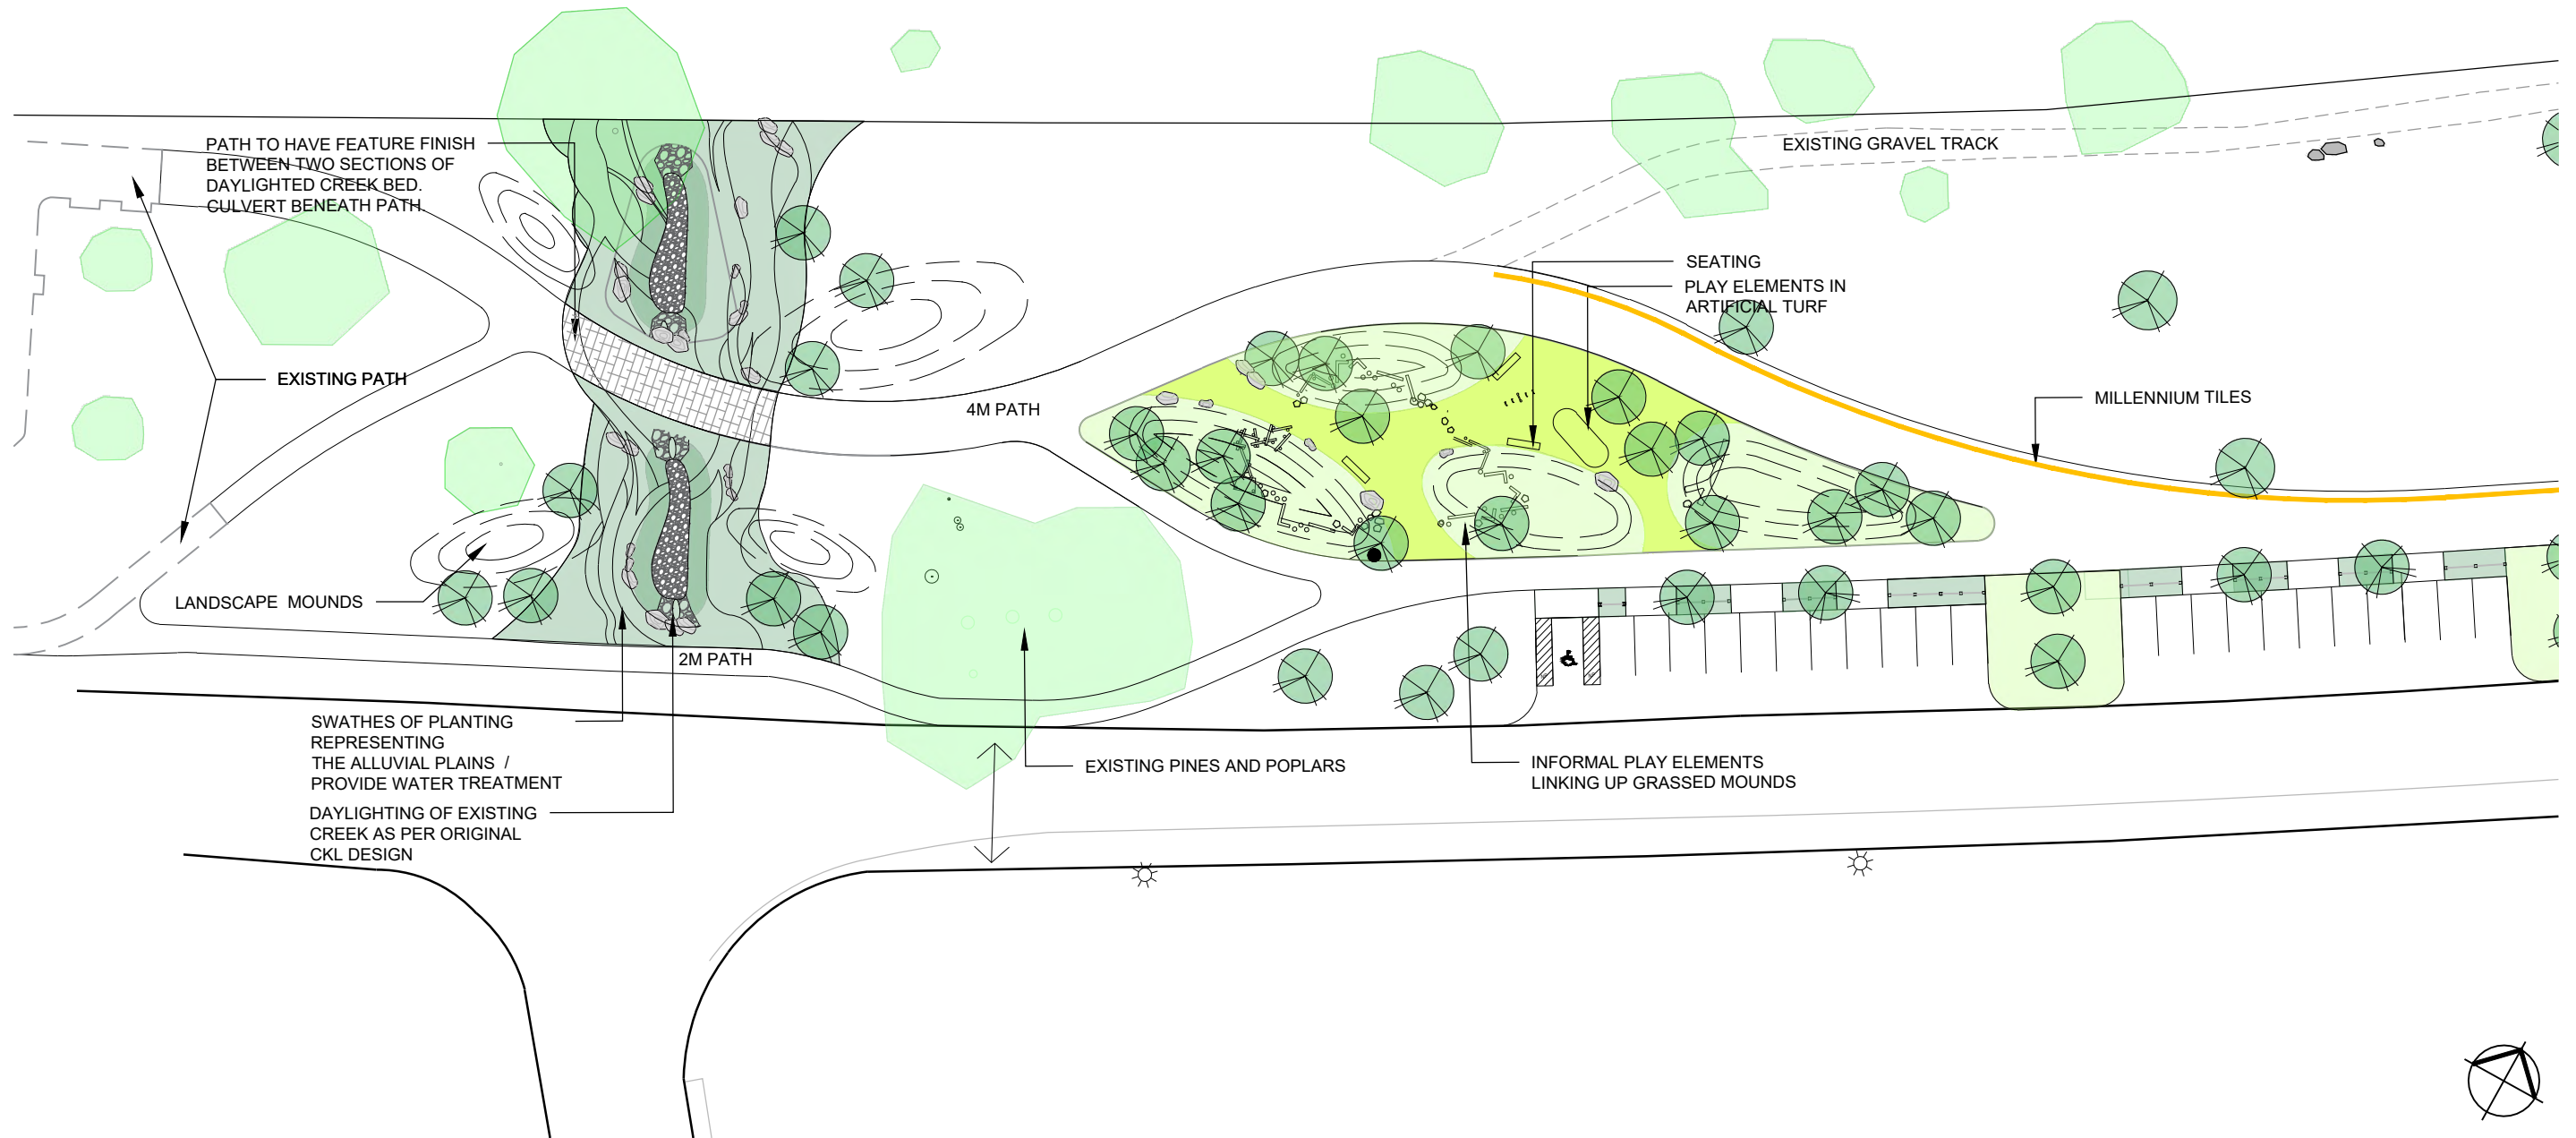 PATH TO HAVE FEATURE FINISH
BETWEEN TWO SECTIONS OF
DAYLIGHTED CREEK BED.
CULVERT BENEATH PATH.
EXISTING GRAVEL TRACK
SEATING
PLAY ELEMENTS IN
ARTIFICIAL TURF
EXISTING PATH
4M PATH
MILLENNIUM TILES
LANDSCAPE MOUNDS
2M PATH
SWATHES OF PLANTING
REPRESENTING
THE ALLUVIAL PLAINS /
PROVIDE WATER TREATMENT
EXISTING PINES AND POPLARS
INFORMAL PLAY ELEMENTS
LINKING UP GRASSED MOUNDS
DAYLIGHTING OF EXISTING
CREEK AS PER ORIGINAL
CKL DESIGN